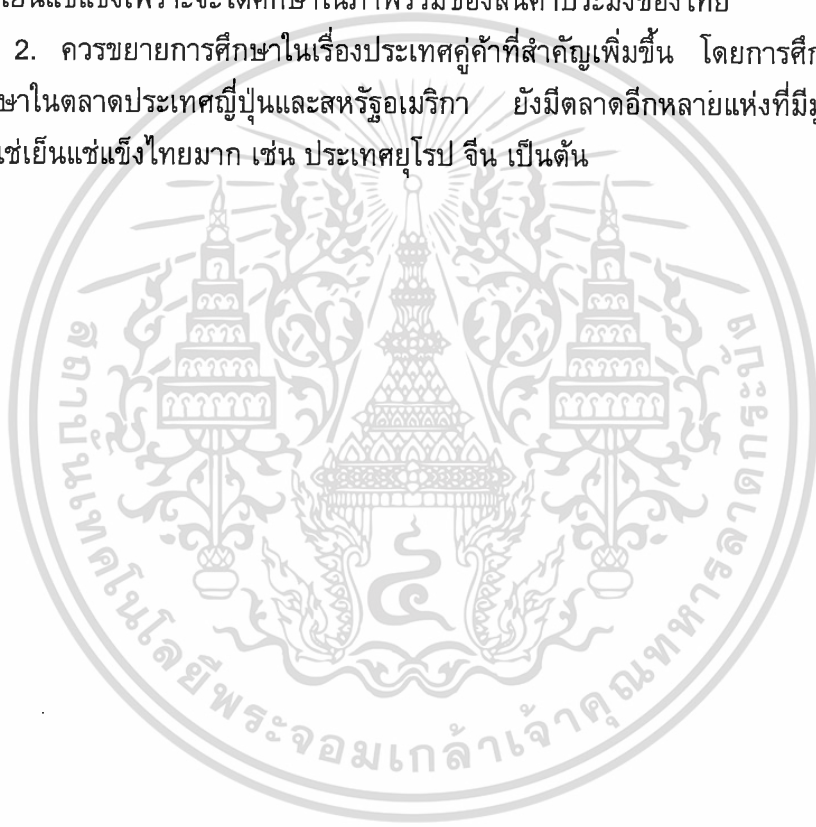 2. ควรขยายการศึกษาในเรื่องประเทศคู่ค้าที่สำคัญเพิ่มขึ้น โดยการศึก
ษาในตลาดประเทศญี่ปุ่นและสหรัฐอเมริกา ยังมีตลาดอีกหลายแห่งที่มี
แช่เย็นแช่แข็งไทยมาก เช่น ประเทศยุโรป จีน เป็นต้น
สถาบันเทคโนโลยีพระจอมเกล้าเจ้าคุณทหารลาดกระบัง
๔